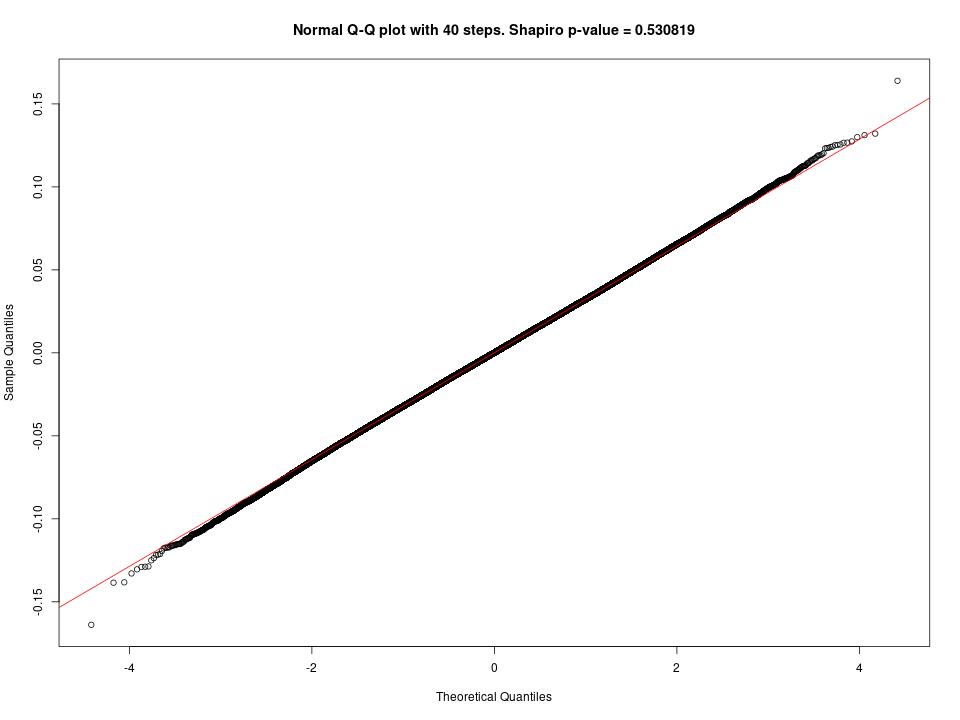 Normal Q-Q plot with 40 steps. Shapiro p-value = 0.530819
0.15
0.10
0.05
0.00
-0.05
-0.10
-0.15
Sample Quantiles
-4 -2 0 2 4
Theoretical Quantiles